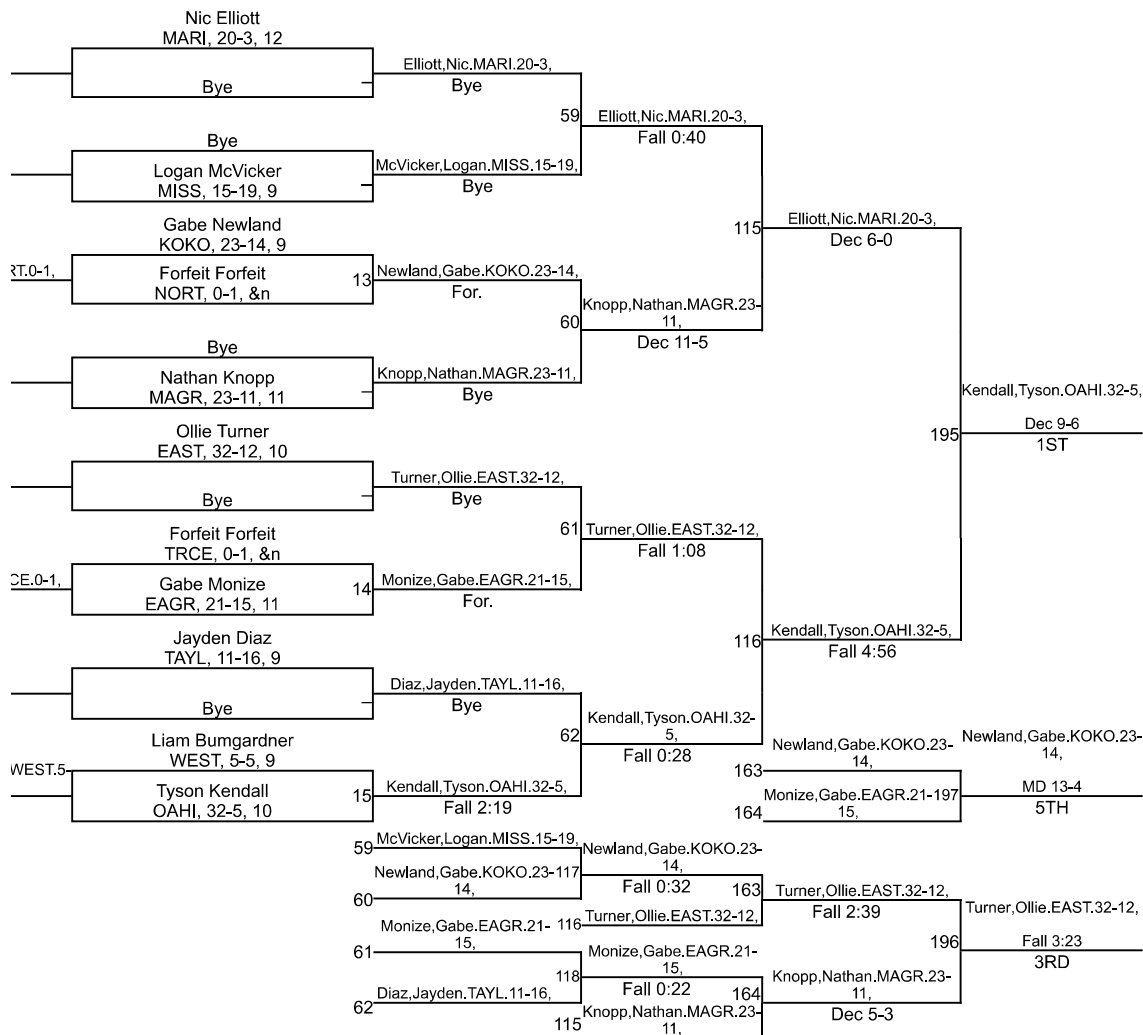 Nic Elliott
MARI, 20-3, 12
Bye
Elliott,Nic.MARI.20-3,
Bye
59
Elliott,Nic.MARI.20-3,
Fall 0:40
Bye
Logan McVicker
MISS, 15-19, 9
McVicker,Logan.MISS.15-19,
Bye
115
Elliott,Nic.MARI.20-3,
Dec 6-0
Gabe Newland
KOKO, 23-14, 9
RT.0-1,
Forfeit Forfeit
NORT, 0-1, &n
13
Newland,Gabe.KOKO.23-14,
For.
60
Knopp,Nathan.MAGR.23-
11,
Dec 11-5
Bye
Nathan Knopp
MAGR, 23-11, 11
Knopp,Nathan.MAGR.23-11,
Bye
195
Kendall,Tyson.OAHI.32-5,
Dec 9-6
1ST
Ollie Turner
EAST, 32-12, 10
Bye
Turner,Ollie.EAST.32-12,
Bye
61
Turner,Ollie.EAST.32-12,
Fall 1:08
Forfeit Forfeit
TRCE, 0-1, &n
CE.0-1,
Gabe Monize
EAGR, 21-15, 11
14
Monize,Gabe.EAGR.21-15,
For.
116
Kendall,Tyson.OAHI.32-5,
Fall 4:56
Jayden Diaz
TAYL, 11-16, 9
Bye
Diaz,Jayden.TAYL.11-16,
Bye
62
Kendall,Tyson.OAHI.32-
5,
Fall 0:28
Liam Bumgardner
WEST, 5-5, 9
WEST.5-
Tyson Kendall
OAHI, 32-5, 10
15
Kendall,Tyson.OAHI.32-5,
Fall 2:19
Newland,Gabe.KOKO.23-
14,
163
Monize,Gabe.EAGR.21-197
15,
164
Newland,Gabe.KOKO.23-
14,
MD 13-4
5TH
59
McVicker,Logan.MISS.15-19,
Newland,Gabe.KOKO.23-117
14,
60
Newland,Gabe.KOKO.23-
14,
Fall 0:32
116
Turner,Ollie.EAST.32-12,
163
Turner,Ollie.EAST.32-12,
Fall 2:39
Monize,Gabe.EAGR.21-
15,
61
Diaz,Jayden.TAYL.11-16,
62
118
Monize,Gabe.EAGR.21-
15,
Fall 0:22
115
Knopp,Nathan.MAGR.23-
11,
164
Knopp,Nathan.MAGR.23-
11,
Dec 5-3
196
Turner,Ollie.EAST.32-12,
Fall 3:23
3RD